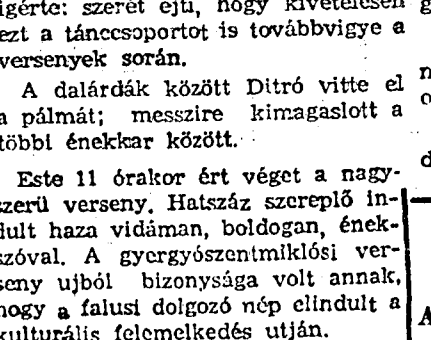 ígérte: szerét ejti, hogy kivételesen
ezt a tánccsoportot is továbbvigye a
versenyek során.
A dalárdák között Ditró vitte el
a pálmát; messzire kimagaslott a
többi énekkar között.
Este 11 órakor ért véget a nagy-
szerü verseny. Hatszáz szereplő in-
dult haza vidáman, boldogan, ének-
szóval. A gyergyószentmiklósi ver-
seny ujból bizonysága volt annak,
hogy a falusi dolgozó nép elindult a
kulturális felemelkedés utján.